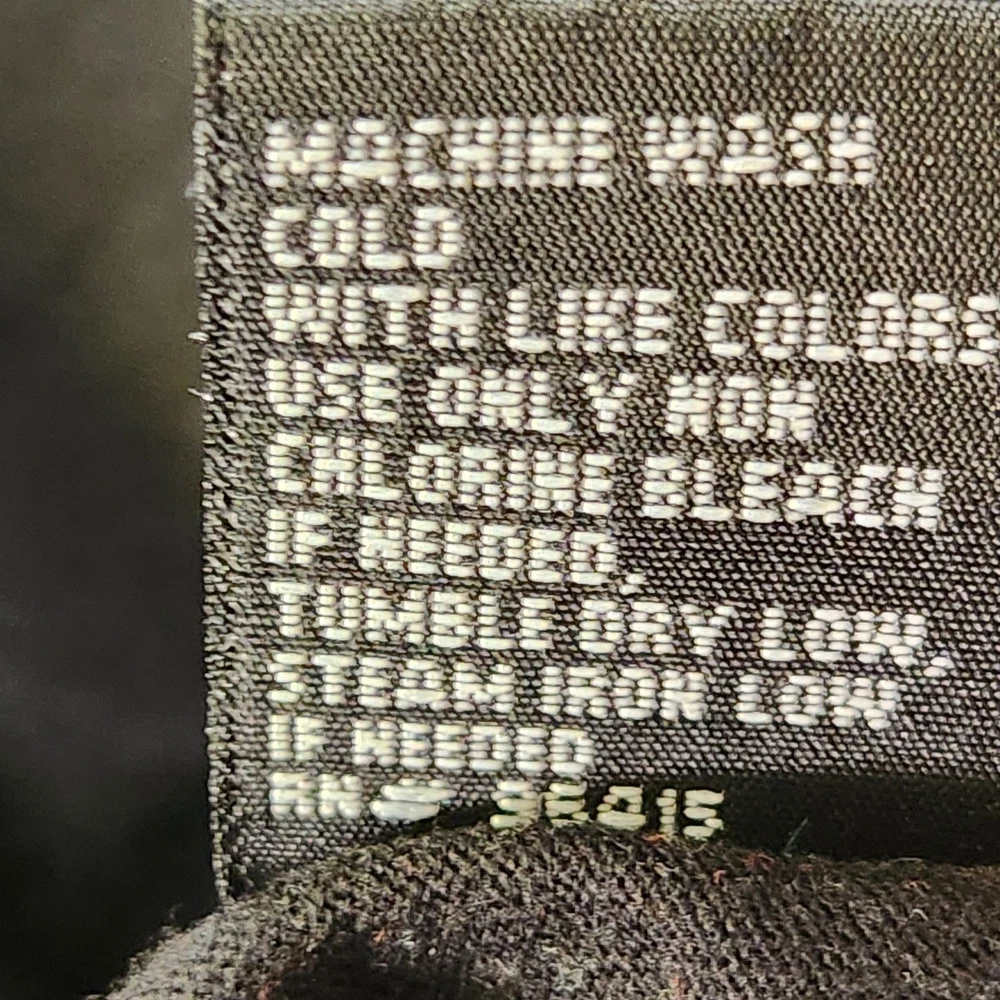 MACHINE WASH
COLD
WITH LIKE COLORS
USE ONLY NON
CHLORINE BLEACH
IF NEEDED.
TUMBLE DRY LOW.
STEAM IRON LOW
IF NEEDED
RN